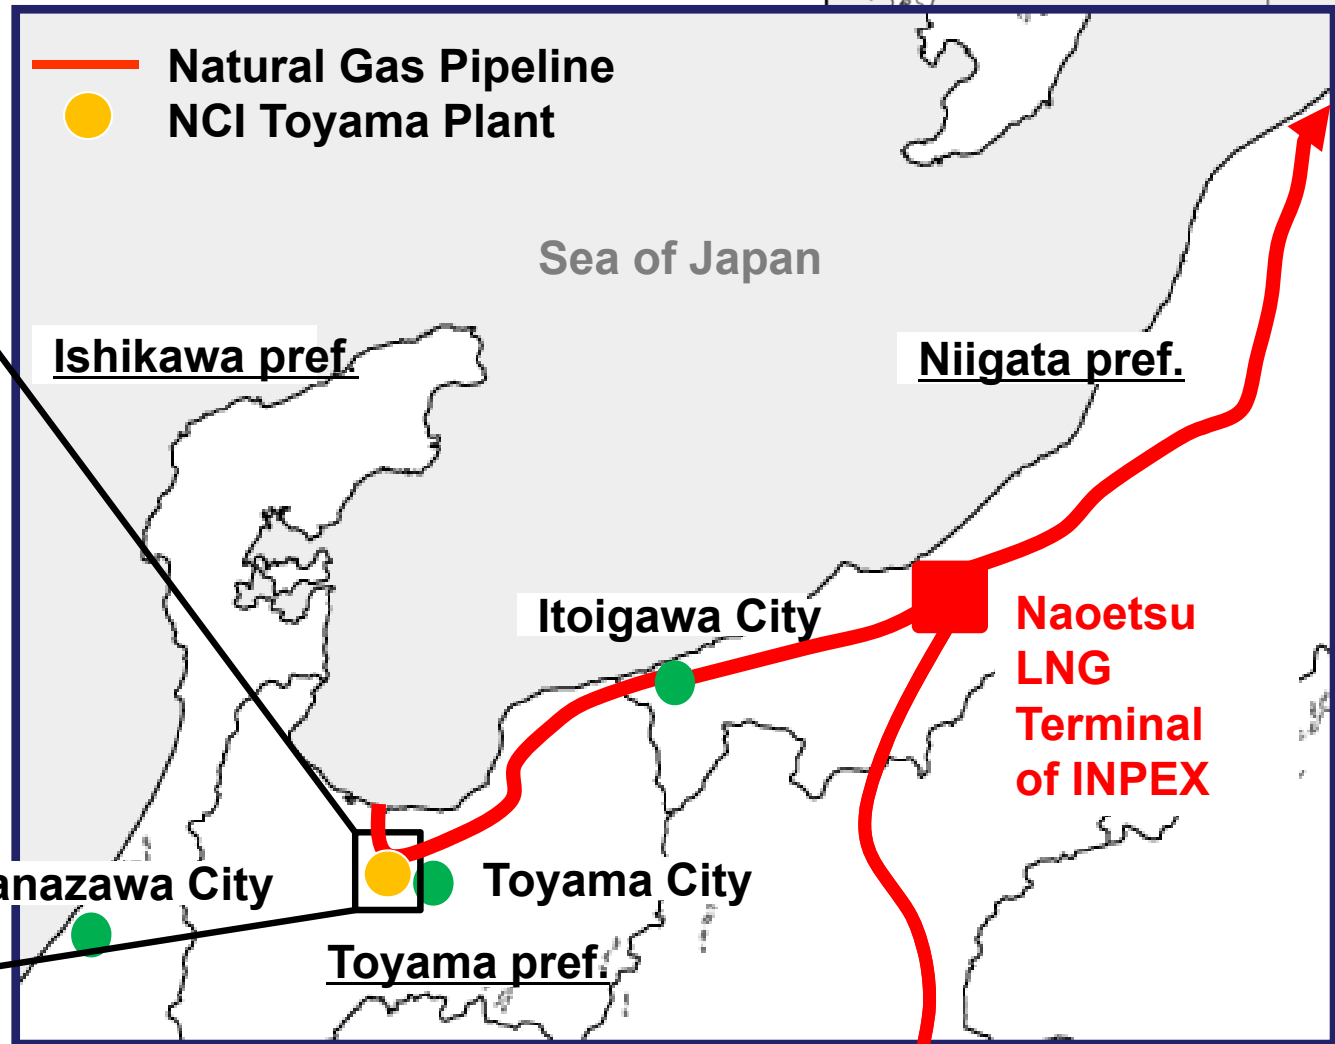 Natural Gas Pipeline
NCI Toyama Plant
Sea of Japan
Ishikawa pref.
Niigata pref.
Itoigawa City
Naoetsu
LNG
Terminal
of INPEX
anazawa City
Toyama City
Toyama pref.